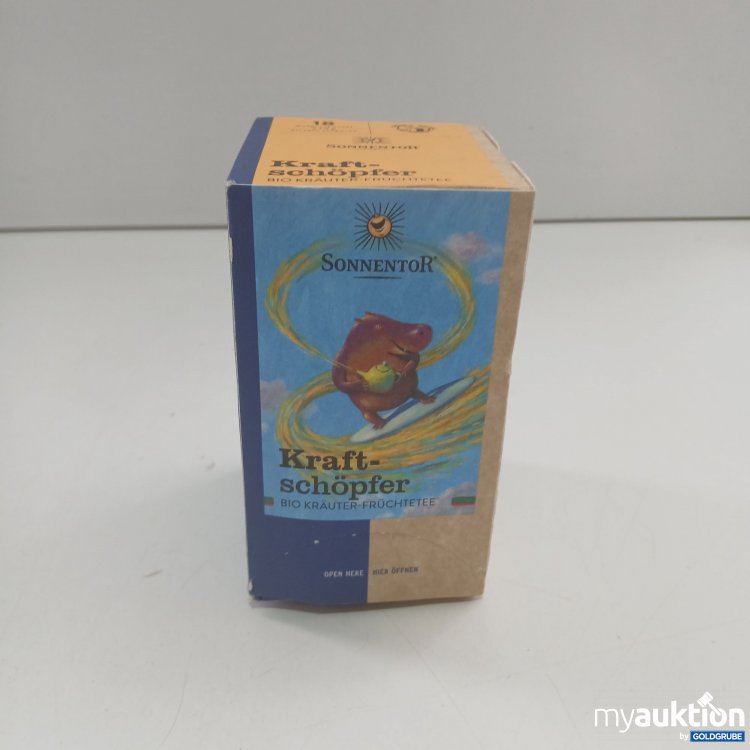 18
SONNENTOR
Kraft-
schöpfer
BIO KRÄUTER-FRÜCHTETEE
SONNENTOR®
Kraft-
schöpfer
BIO KRÄUTER-FRÜCHTETEE
OPEN HERE HIER ÖFFNEN
myauktion
by GOLDGRUBE